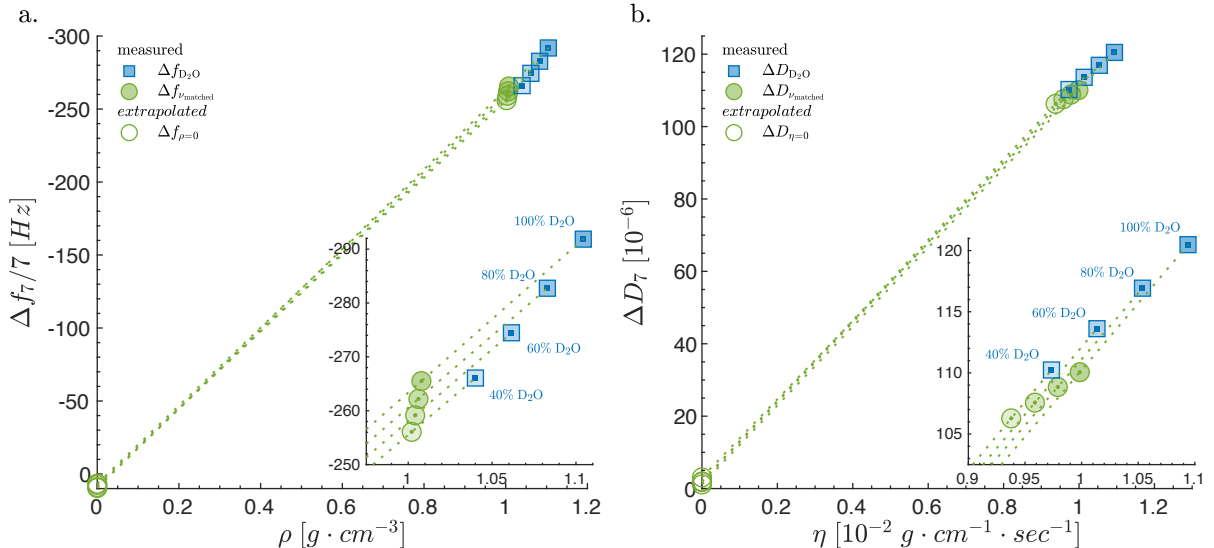 a.
-300
-250
-200
-150
-100
-50
0
0
0.2
0.4
0.6
0.8
1
1.2
Δf₇/7 [Hz]
ρ [g · cm⁻³]
measured
Δf_D₂O
Δf_ν_matched
extrapolated
Δf_ρ=0
100% D₂O
80% D₂O
60% D₂O
40% D₂O
-290
-280
-270
-260
-250
1
1.05
1.1
b.
120
100
80
60
40
20
0
0
0.2
0.4
0.6
0.8
1
1.2
ΔD₇ [10⁻⁶]
η [10⁻² g · cm⁻¹ · sec⁻¹]
measured
ΔD_D₂O
ΔD_ν_matched
extrapolated
ΔD_η=0
100% D₂O
80% D₂O
60% D₂O
40% D₂O
120
115
110
105
0.9
0.95
1
1.05
1.1